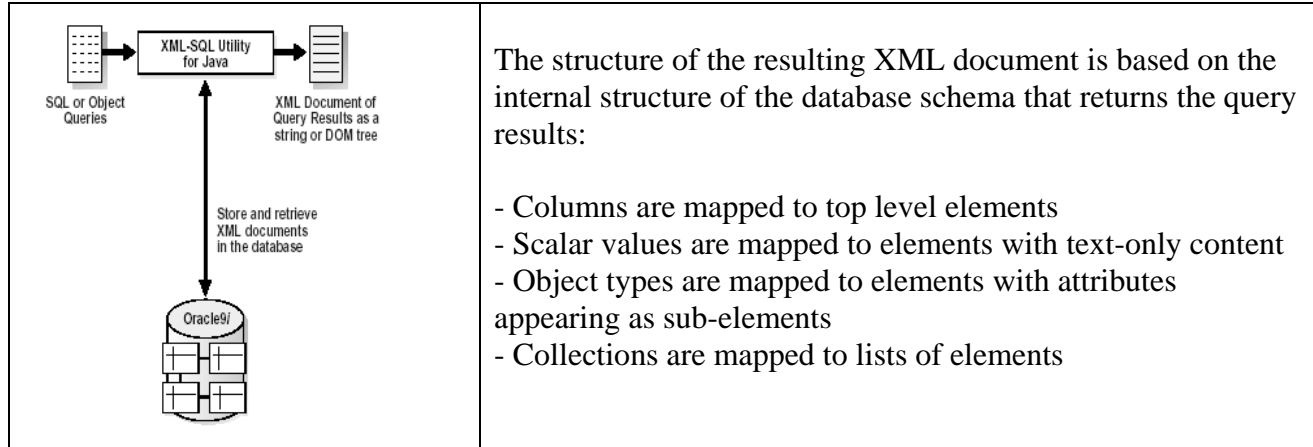 XML-SQL Utility
for Java
SQL or Object
Queries
XML Document of
Query Results as a
string or DOM tree
Store and retrieve
XML documents
in the database
Oracle9i
The structure of the resulting XML document is based on the
internal structure of the database schema that returns the query
results:
- Columns are mapped to top level elements
- Scalar values are mapped to elements with text-only content
- Object types are mapped to elements with attributes
appearing as sub-elements
- Collections are mapped to lists of elements